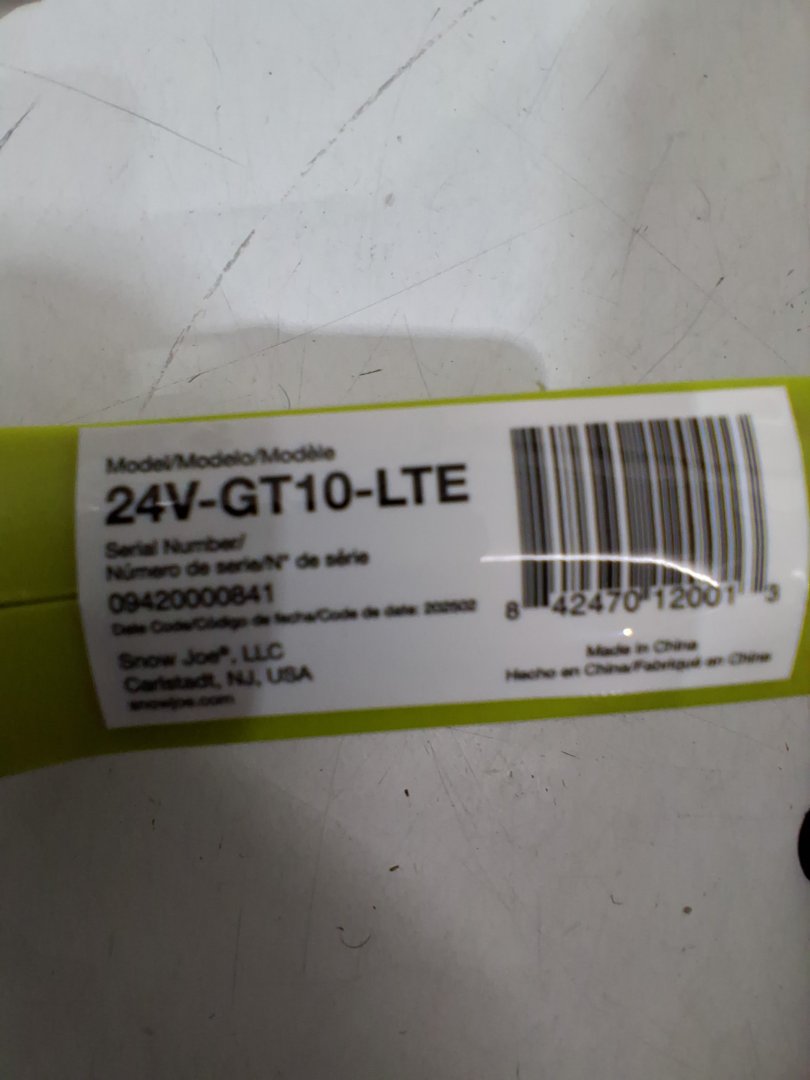 Model/Modelo/Modèle
24V-GT10-LTE
Serial Number/
Número de serie/N° de série
09420000841
Date Code/Código de fecha/Code de date: 202502
Snow Joe®, LLC
Carlstadt, NJ, USA
snowjoe.com
8 42470 12001 3
Made in China
Hecho en China/Fabriqué en Chine